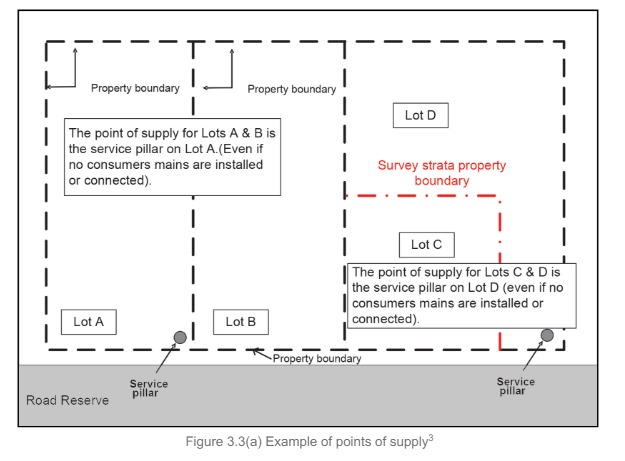 Property boundary
Property boundary
Lot D
The point of supply for Lots A & B is
the service pillar on Lot A.(Even if
no consumers mains are installed
or connected).
Survey strata property
boundary
Lot C
The point of supply for Lots C & D is
the service pillar on Lot D (even if no
consumers mains are installed or
connected).
Lot A
Lot B
Property boundary
Service
pillar
Service
pillar
Road Reserve
Figure 3.3(a) Example of points of supply3